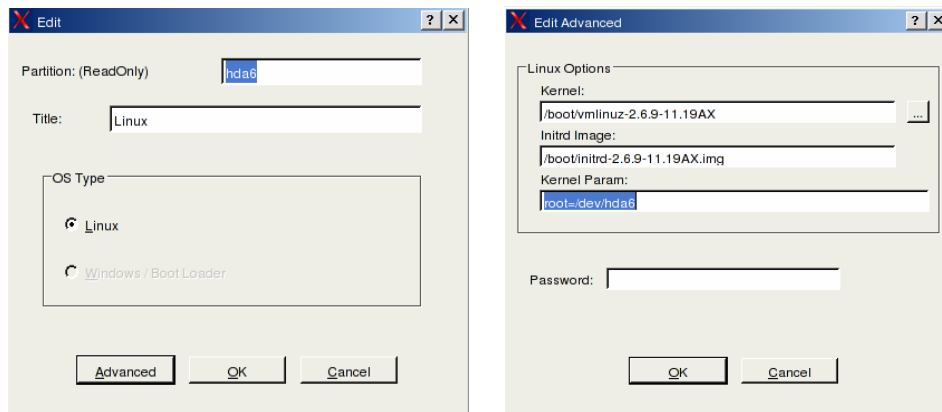 Edit
?
Partition: (ReadOnly)
hda6
Title:
Linux
OS Type
Linux
Windows / Boot Loader
Advanced
OK
Cancel
Edit Advanced
?
Linux Options
Kernel:
/boot/vmlinuz-2.6.9-11.19AX
...
Initrd Image:
/boot/initrd-2.6.9-11.19AX.img
Kernel Param:
root=/dev/hda6
Password:
OK
Cancel